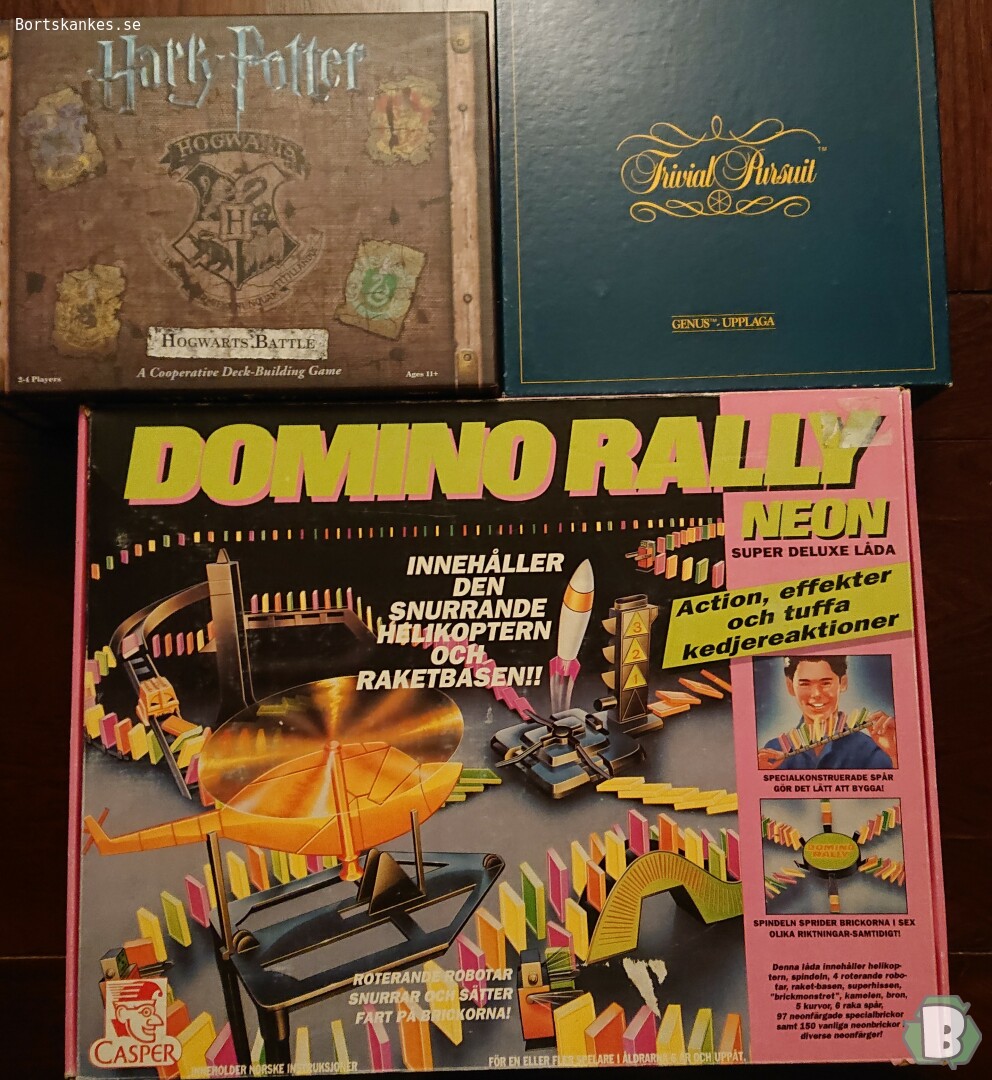 Bortskankes.se
Harry Potter
HOGWARTS
H
HOGWARTS BATTLE
A Cooperative Deck-Building Game
2-4 Players
Ages 11+
Trivial Pursuit™
GENUS™ UPPLAGA
DOMINO RALLY
NEON
SUPER DELUXE LÅDA
Action, effekter
och tuffa
kedjereaktioner
INNEHÅLLER
DEN
SNURRANDE
HELIKOPTERN
OCH
RAKETBASEN!!
3
2
1
SPECIALKONSTRUERADE SPÅR
GÖR DET LÄTT ATT BYGGA!
DOMINO
RALLY
SPINDELN SPRIDER BRICKORNA I SEX
OLIKA RIKTNINGAR-SAMTIDIGT!
ROTERANDE ROBOTAR
SNURRAR OCH SÄTTER
FART PÅ BRICKORNA!
Denna låda innehåller helikop-
tern, spindeln, 4 roterande robo-
tar, raket-basen, superhissen,
"brickmonstret", kamelen, bron,
5 kurvor, 6 raka spår,
97 neonfärgade specialbrickor
samt 150 vanliga neonbrickor i
diverse neonfärger!
CASPER
INNEHOLDER NORSKE INSTRUKSJONER
FÖR EN ELLER FLER SPELARE I ÅLDRARNA 6 ÅR OCH UPPÅT.
B